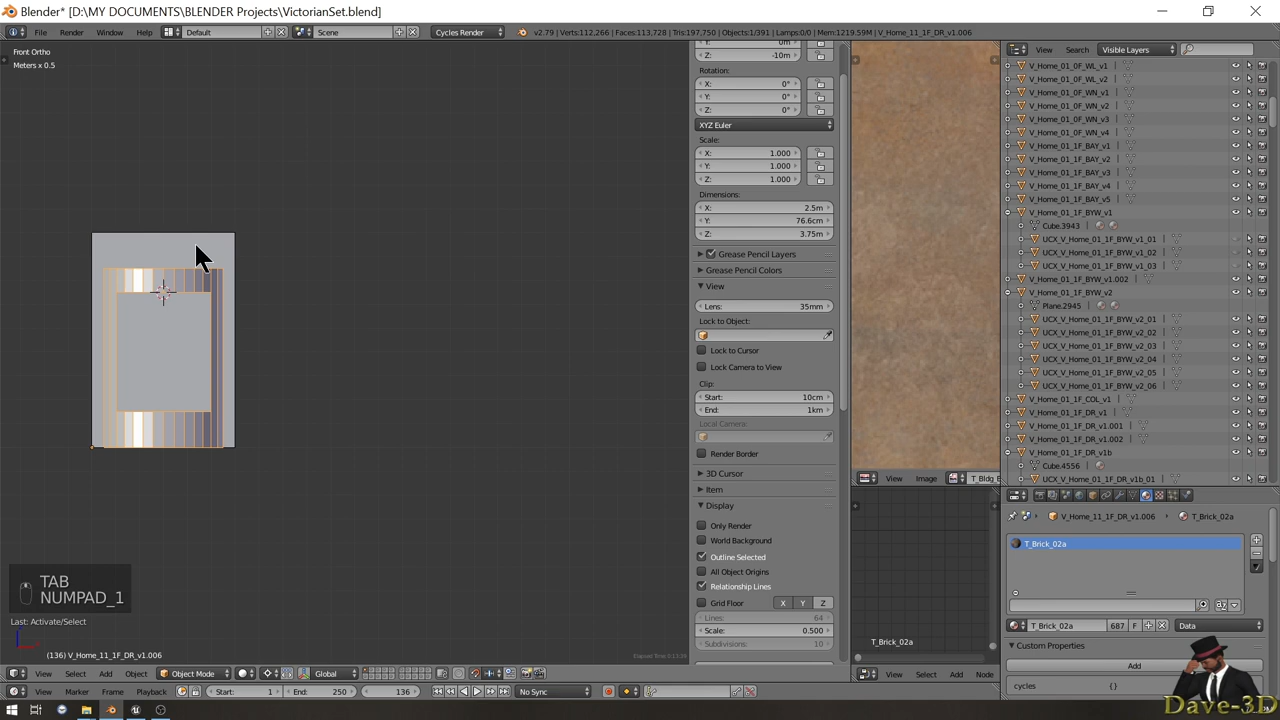 Blender* [D:\MY DOCUMENTS\BLENDER Projects\VictorianSet.blend]
File Render Window Help Default Scene Cycles Render v2.79 | Verts:112,266 | Faces:113,728 | Tris:197,750 | Objects:1/391 | Lamps:0/0 | Mem:1219.59M | V_Home_11_1F_DR_v1.006
Front Ortho
Meters x 0.5
Z: -10m
Rotation:
X: 0°
Y: 0°
Z: 0°
XYZ Euler
Scale:
X: 1.000
Y: 1.000
Z: 1.000
Dimensions:
X: 2.5m
Y: 76.6cm
Z: 3.75m
Grease Pencil Layers
Grease Pencil Colors
View
Lens: 35mm
Lock to Object:
Lock to Cursor
Lock Camera to View
Clip:
Start: 10cm
End: 1km
Local Camera:
Render Border
3D Cursor
Item
Display
Only Render
World Background
Outline Selected
All Object Origins
Relationship Lines
Grid Floor X Y Z
Lines: 64
Scale: 0.500
Subdivisions: 10
TAB
NUMPAD_1
Last: Activate/Select
(136) V_Home_11_1F_DR_v1.006
View Select Add Object Object Mode Global
View Marker Frame Playback Start: 1 End: 250 136 No Sync
View Image T_Bldg_E
T_Brick_02a
View Select Add Node
View Search Visible Layers
V_Home_01_0F_WL_v1
V_Home_01_0F_WL_v2
V_Home_01_0F_WN_v1
V_Home_01_0F_WN_v2
V_Home_01_0F_WN_v3
V_Home_01_0F_WN_v4
V_Home_01_1F_BAY_v1
V_Home_01_1F_BAY_v2
V_Home_01_1F_BAY_v3
V_Home_01_1F_BAY_v4
V_Home_01_1F_BAY_v5
V_Home_01_1F_BYW_v1
Cube.3943
UCX_V_Home_01_1F_BYW_v1_01
UCX_V_Home_01_1F_BYW_v1_02
UCX_V_Home_01_1F_BYW_v1_03
V_Home_01_1F_BYW_v1.002
V_Home_01_1F_BYW_v2
Plane.2945
UCX_V_Home_01_1F_BYW_v2_01
UCX_V_Home_01_1F_BYW_v2_02
UCX_V_Home_01_1F_BYW_v2_03
UCX_V_Home_01_1F_BYW_v2_04
UCX_V_Home_01_1F_BYW_v2_05
UCX_V_Home_01_1F_BYW_v2_06
V_Home_01_1F_COL_v1
V_Home_01_1F_DR_v1
V_Home_01_1F_DR_v1.001
V_Home_01_1F_DR_v1.002
V_Home_01_1F_DR_v1b
Cube.4556
UCX_V_Home_01_1F_DR_v1b_01
V_Home_11_1F_DR_v1.006 T_Brick_02a
T_Brick_02a
T_Brick_02a 687 F Data
Custom Properties
Add
cycles {}
Dave-3D